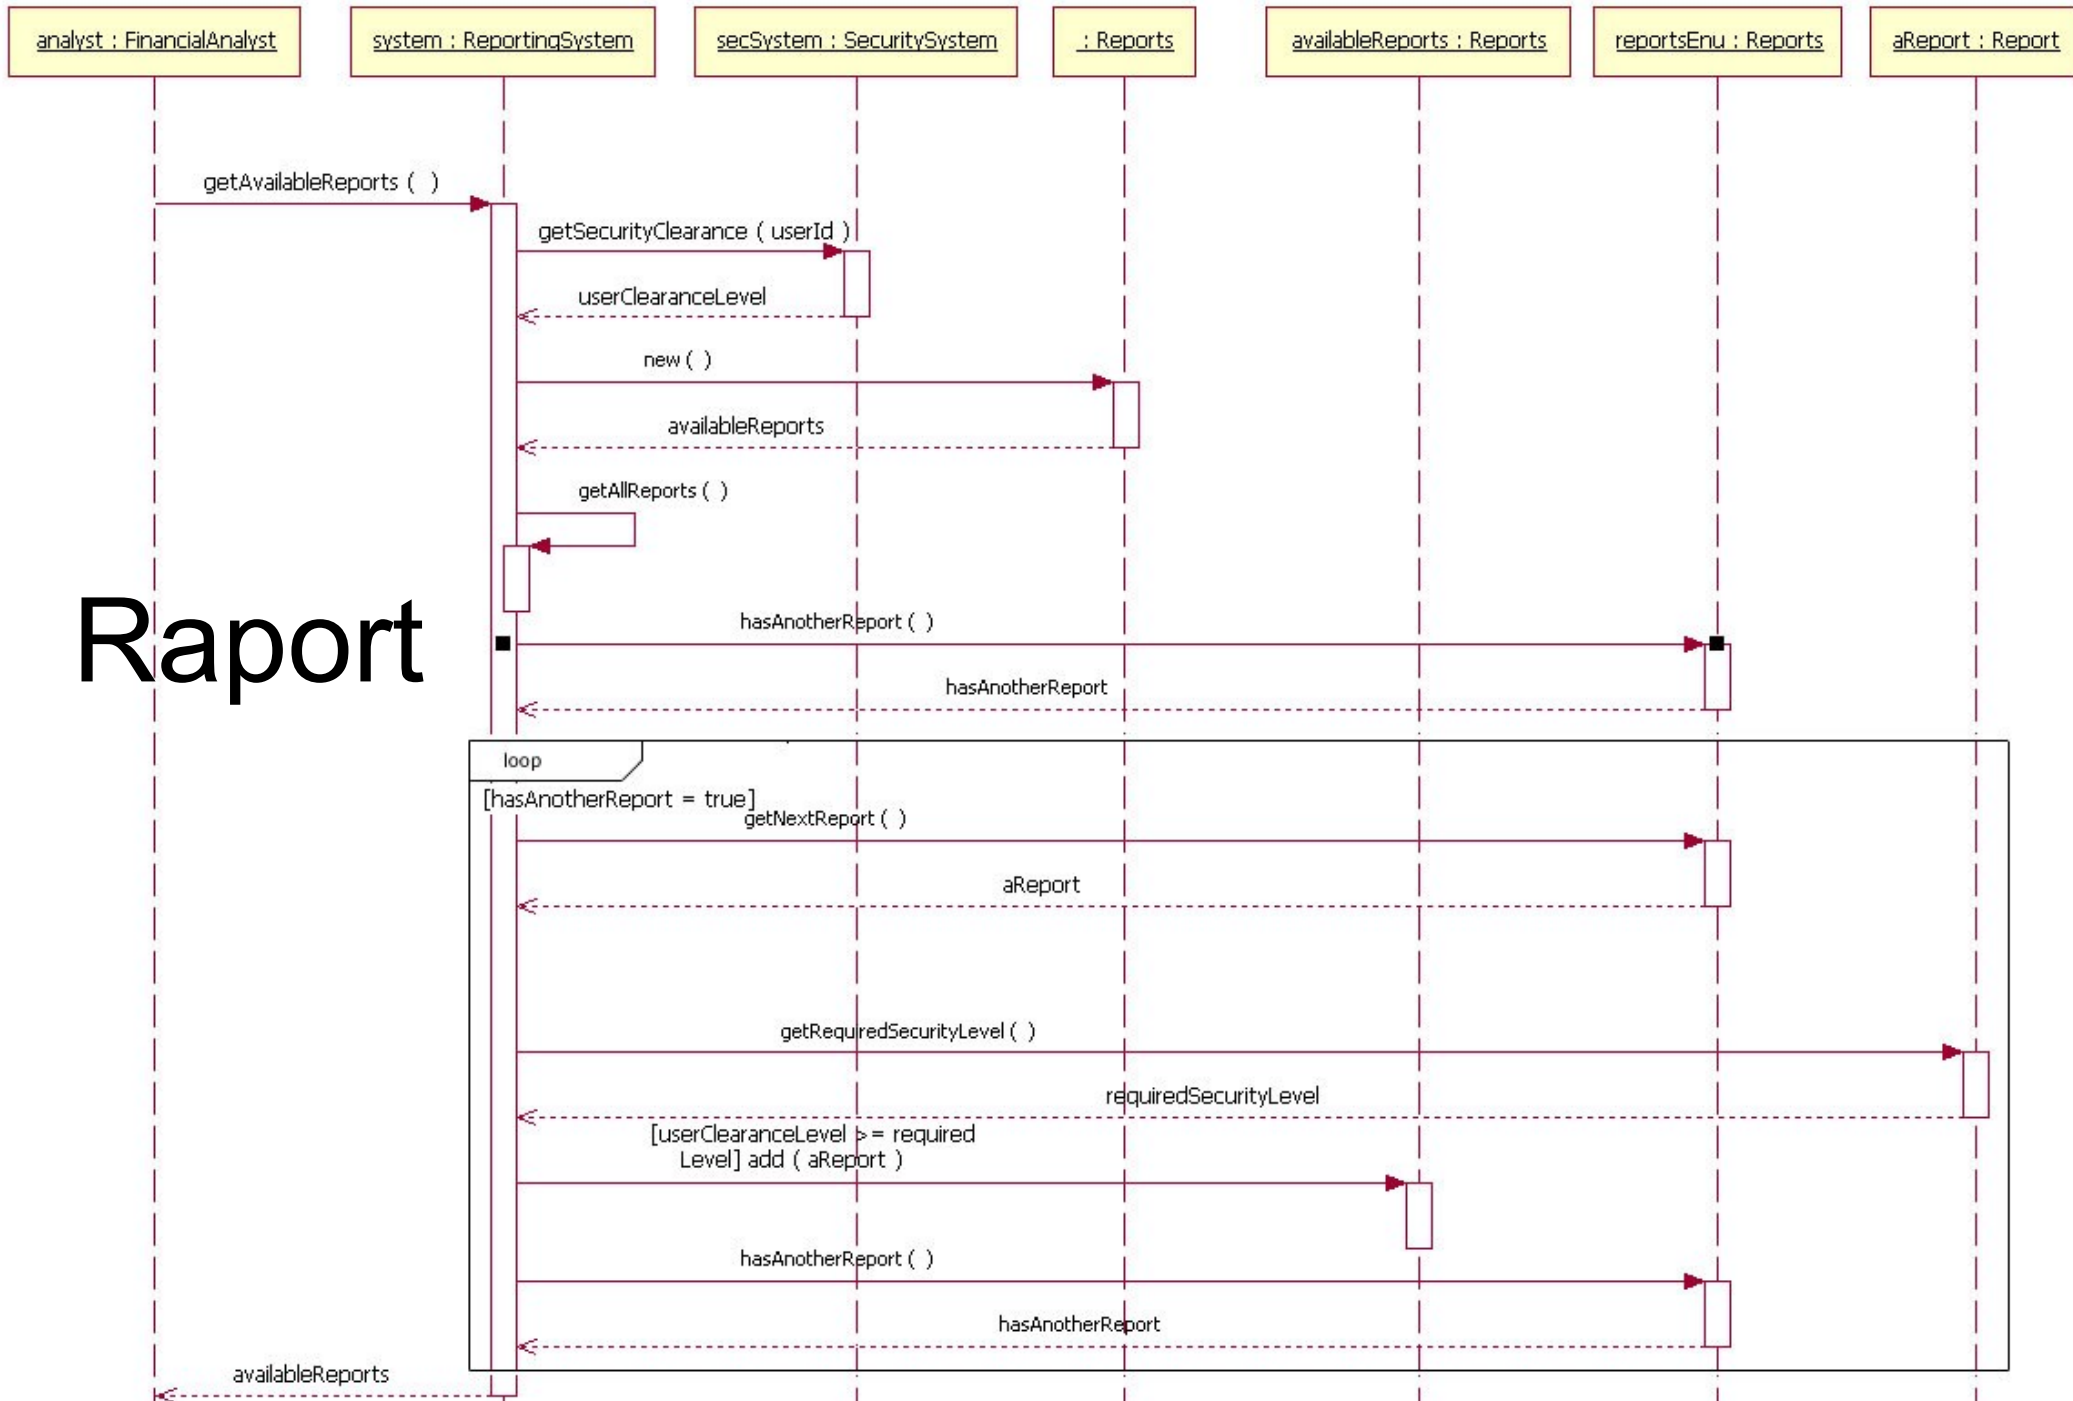 analyst : FinancialAnalyst
system : ReportingSystem
secSystem : SecuritySystem
: Reports
availableReports : Reports
reportsEnu : Reports
aReport : Report
getAvailableReports ( )
getSecurityClearance ( userId )
userClearanceLevel
new ( )
availableReports
getAllReports ( )
Raport
hasAnotherReport ( )
hasAnotherReport
loop
[hasAnotherReport = true]
getNextReport ( )
aReport
getRequiredSecurityLevel ( )
requiredSecurityLevel
[userClearanceLevel >= required
Level] add ( aReport )
hasAnotherReport ( )
hasAnotherReport
availableReports